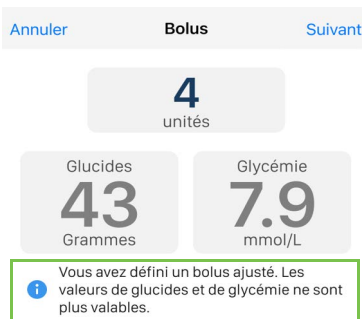 Annuler Bolus Suivant
4
unités
Glucides Glycémie
43 7.9
Grammes mmol/L
Vous avez défini un bolus ajusté. Les
valeurs de glucides et de glycémie ne sont
plus valables.